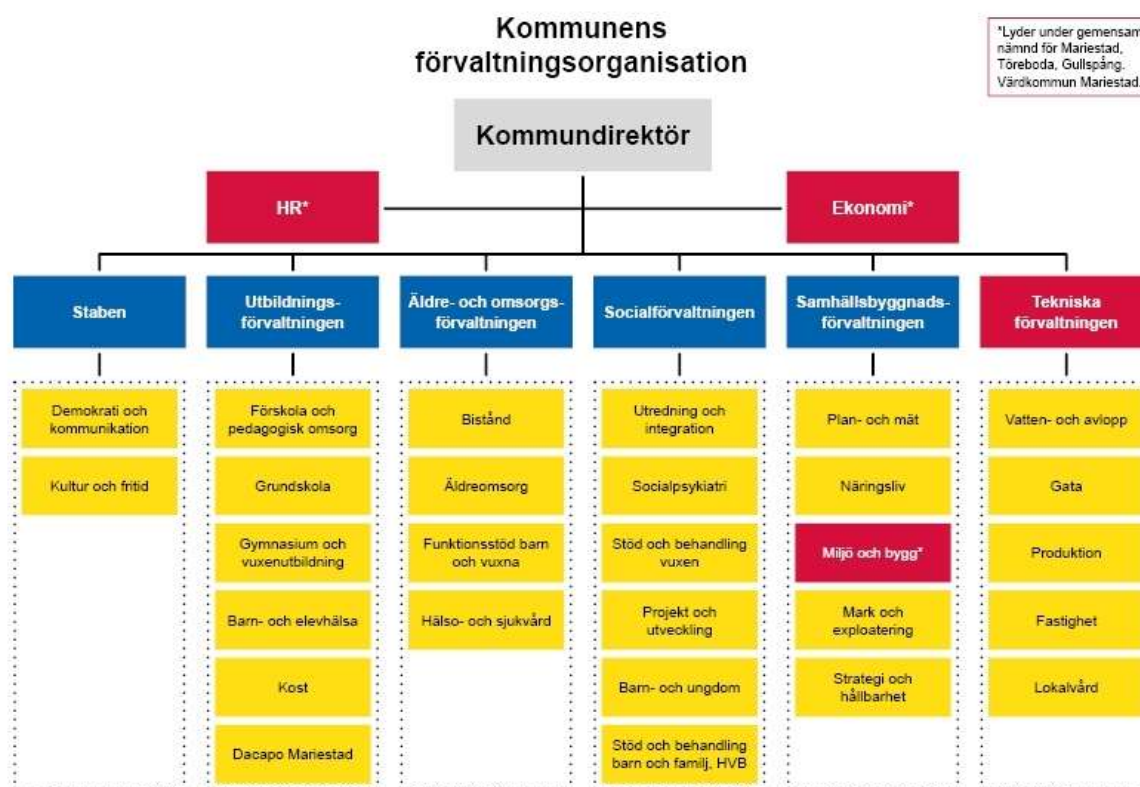 Kommunens
förvaltningsorganisation
*Lyder under gemensam
nämnd för Mariestad,
Töreboda, Gullspång.
Värdkommun Mariestad.
Kommundirektör
HR*
Ekonomi*
Staben
Utbildnings-
förvaltningen
Äldre- och omsorgs-
förvaltningen
Socialförvaltningen
Samhällsbyggnads-
förvaltningen
Tekniska
förvaltningen
Demokrati och
kommunikation
Kultur och fritid
Förskola och
pedagogisk omsorg
Grundskola
Gymnasium och
vuxenutbildning
Barn- och elevhälsa
Kost
Dacapo Mariestad
Bistånd
Äldreomsorg
Funktionsstöd barn
och vuxna
Hälso- och sjukvård
Utredning och
integration
Socialpsykiatri
Stöd och behandling
vuxen
Projekt och
utveckling
Barn- och ungdom
Stöd och behandling
barn och familj, HVB
Plan- och mät
Näringsliv
Miljö och bygg*
Mark och
exploatering
Strategi och
hållbarhet
Vatten- och avlopp
Gata
Produktion
Fastighet
Lokalvård